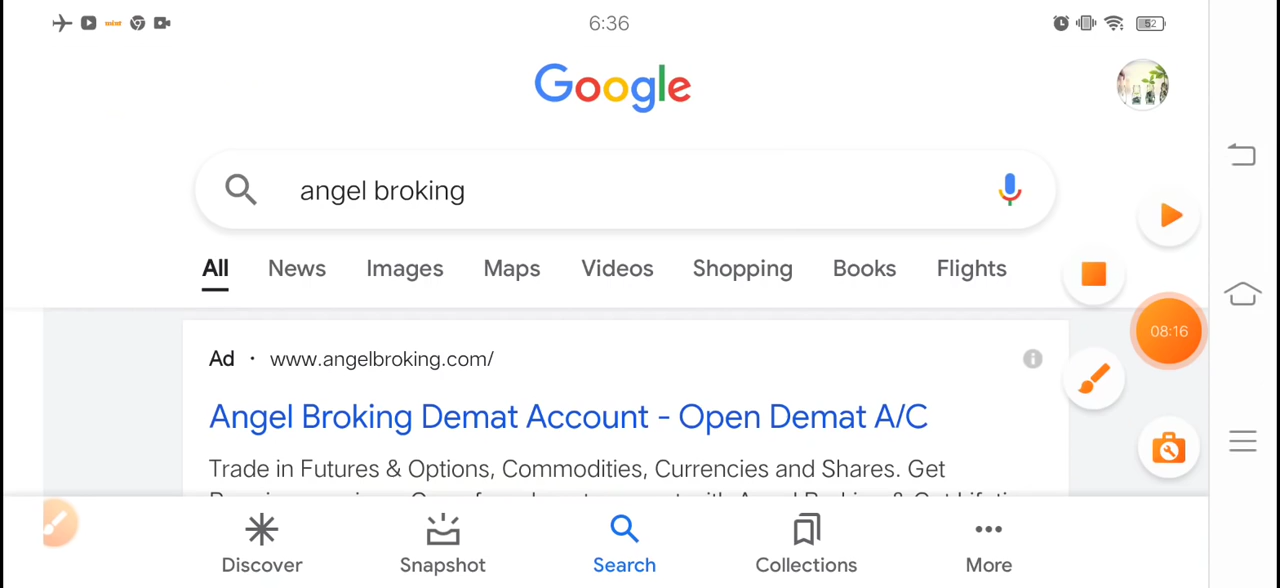 6:36
52
Google
angel broking
All News Images Maps Videos Shopping Books Flights
08:16
Ad · www.angelbroking.com/
Angel Broking Demat Account - Open Demat A/C
Trade in Futures & Options, Commodities, Currencies and Shares. Get
Discover Snapshot Search Collections More